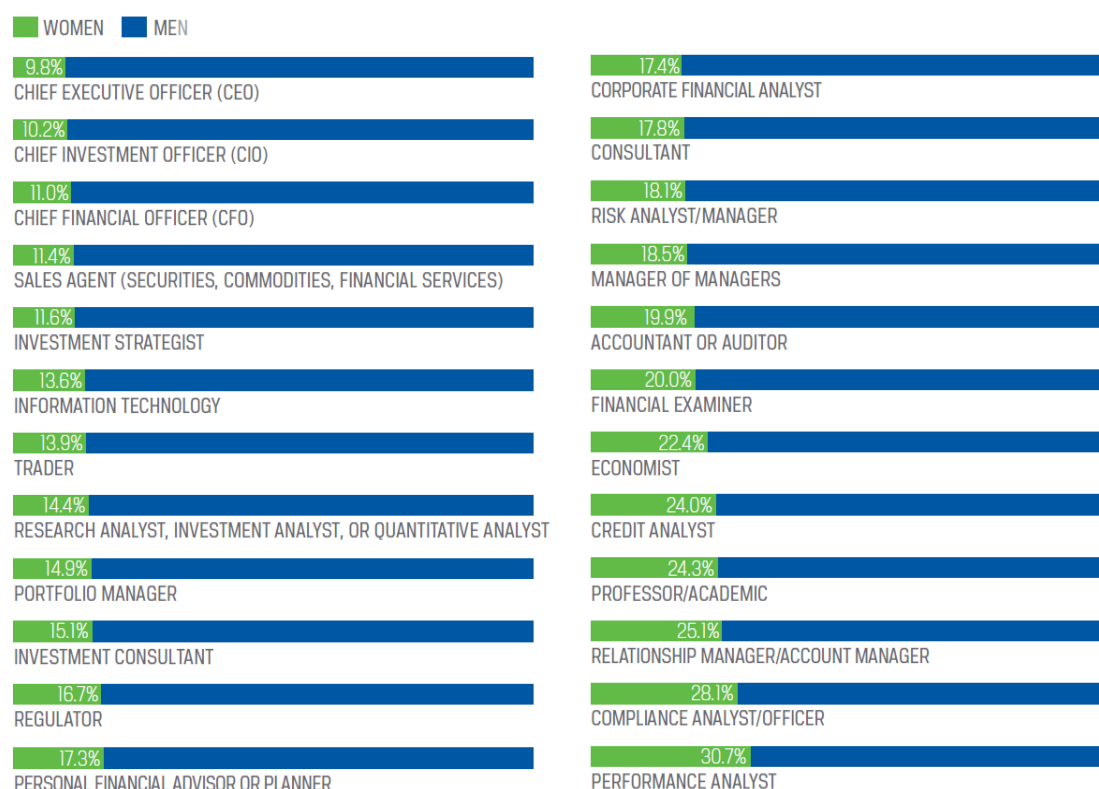 WOMEN MEN
9.8%
CHIEF EXECUTIVE OFFICER (CEO)
10.2%
CHIEF INVESTMENT OFFICER (CIO)
11.0%
CHIEF FINANCIAL OFFICER (CFO)
11.4%
SALES AGENT (SECURITIES, COMMODITIES, FINANCIAL SERVICES)
11.6%
INVESTMENT STRATEGIST
13.6%
INFORMATION TECHNOLOGY
13.9%
TRADER
14.4%
RESEARCH ANALYST, INVESTMENT ANALYST, OR QUANTITATIVE ANALYST
14.9%
PORTFOLIO MANAGER
15.1%
INVESTMENT CONSULTANT
16.7%
REGULATOR
17.3%
PERSONAL FINANCIAL ADVISOR OR PLANNER
17.4%
CORPORATE FINANCIAL ANALYST
17.8%
CONSULTANT
18.1%
RISK ANALYST/MANAGER
18.5%
MANAGER OF MANAGERS
19.9%
ACCOUNTANT OR AUDITOR
20.0%
FINANCIAL EXAMINER
22.4%
ECONOMIST
24.0%
CREDIT ANALYST
24.3%
PROFESSOR/ACADEMIC
25.1%
RELATIONSHIP MANAGER/ACCOUNT MANAGER
28.1%
COMPLIANCE ANALYST/OFFICER
30.7%
PERFORMANCE ANALYST